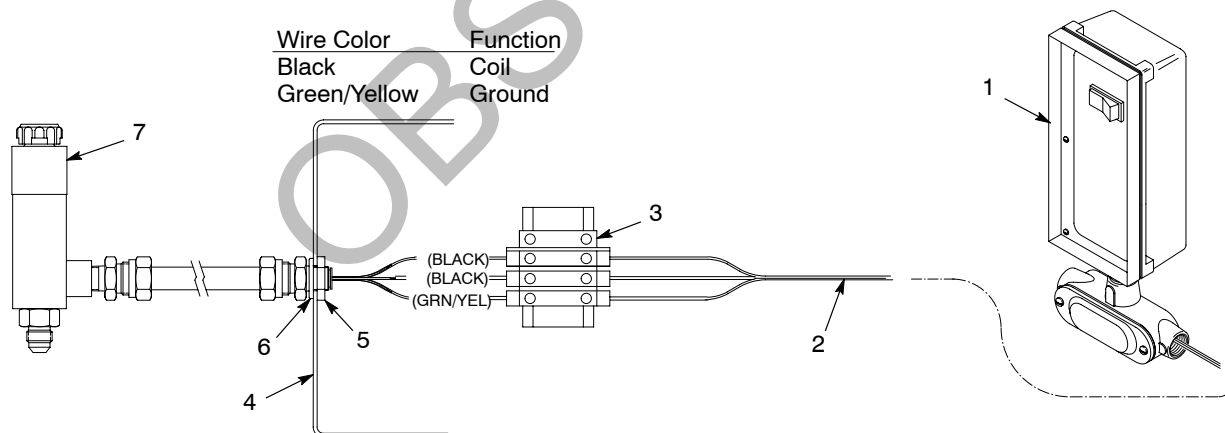 Wire Color Function
Black Coil
Green/Yellow Ground
OBS
1
7
3
(BLACK)
(BLACK)
(GRN/YEL)
6
5
2
4